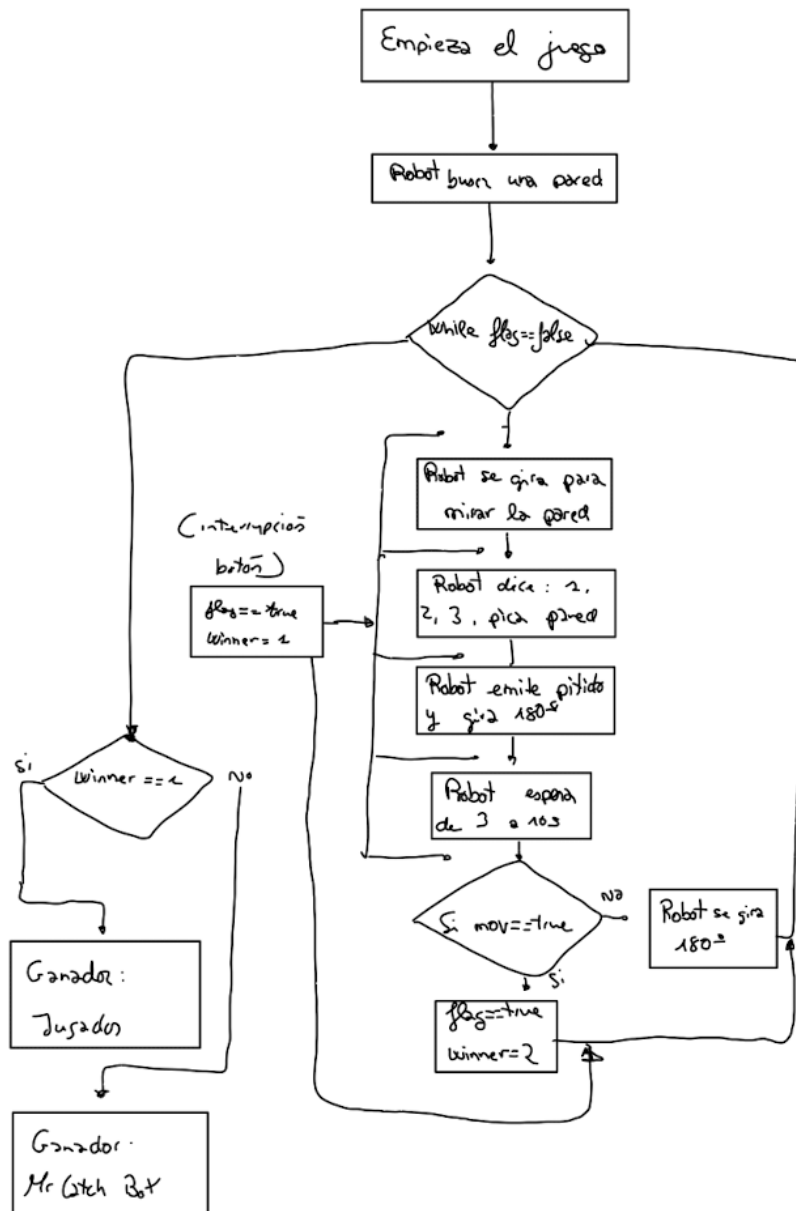 Empieza el juego
Robot busca una pared
while flag==false
Robot se gira para
mirar la pared
(interrupción
botón)
flag==true
winner=1
Robot dice: 1,
2, 3, pica pared
Robot emite pitido
y gira 180º
Robot espera
de 3 a 10s
Si mov==true
No
Si
Robot se gira
180º
flag==true
winner=2
winner==1
Si
No
Ganador:
Jugador
Ganador:
Mr Catch Bot